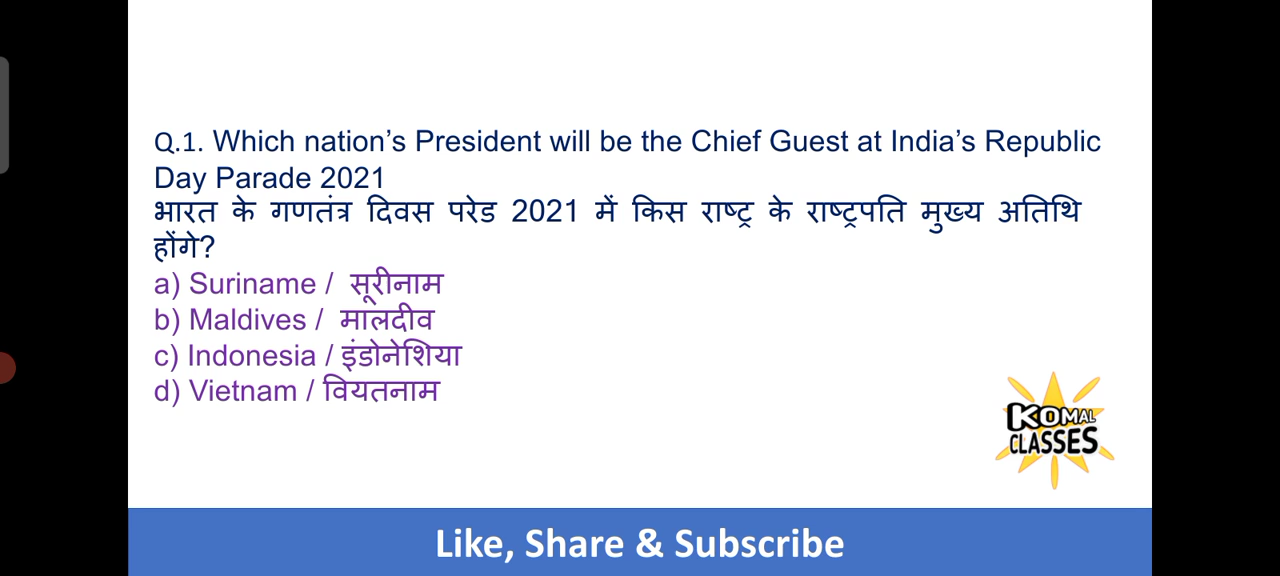 Q.1. Which nation’s President will be the Chief Guest at India’s Republic
Day Parade 2021
भारत के गणतंत्र दिवस परेड 2021 में किस राष्ट्र के राष्ट्रपति मुख्य अतिथि
होंगे?
a) Suriname / सूरीनाम
b) Maldives / मालदीव
c) Indonesia / इंडोनेशिया
d) Vietnam / वियतनाम
KOMAL
CLASSES
Like, Share & Subscribe